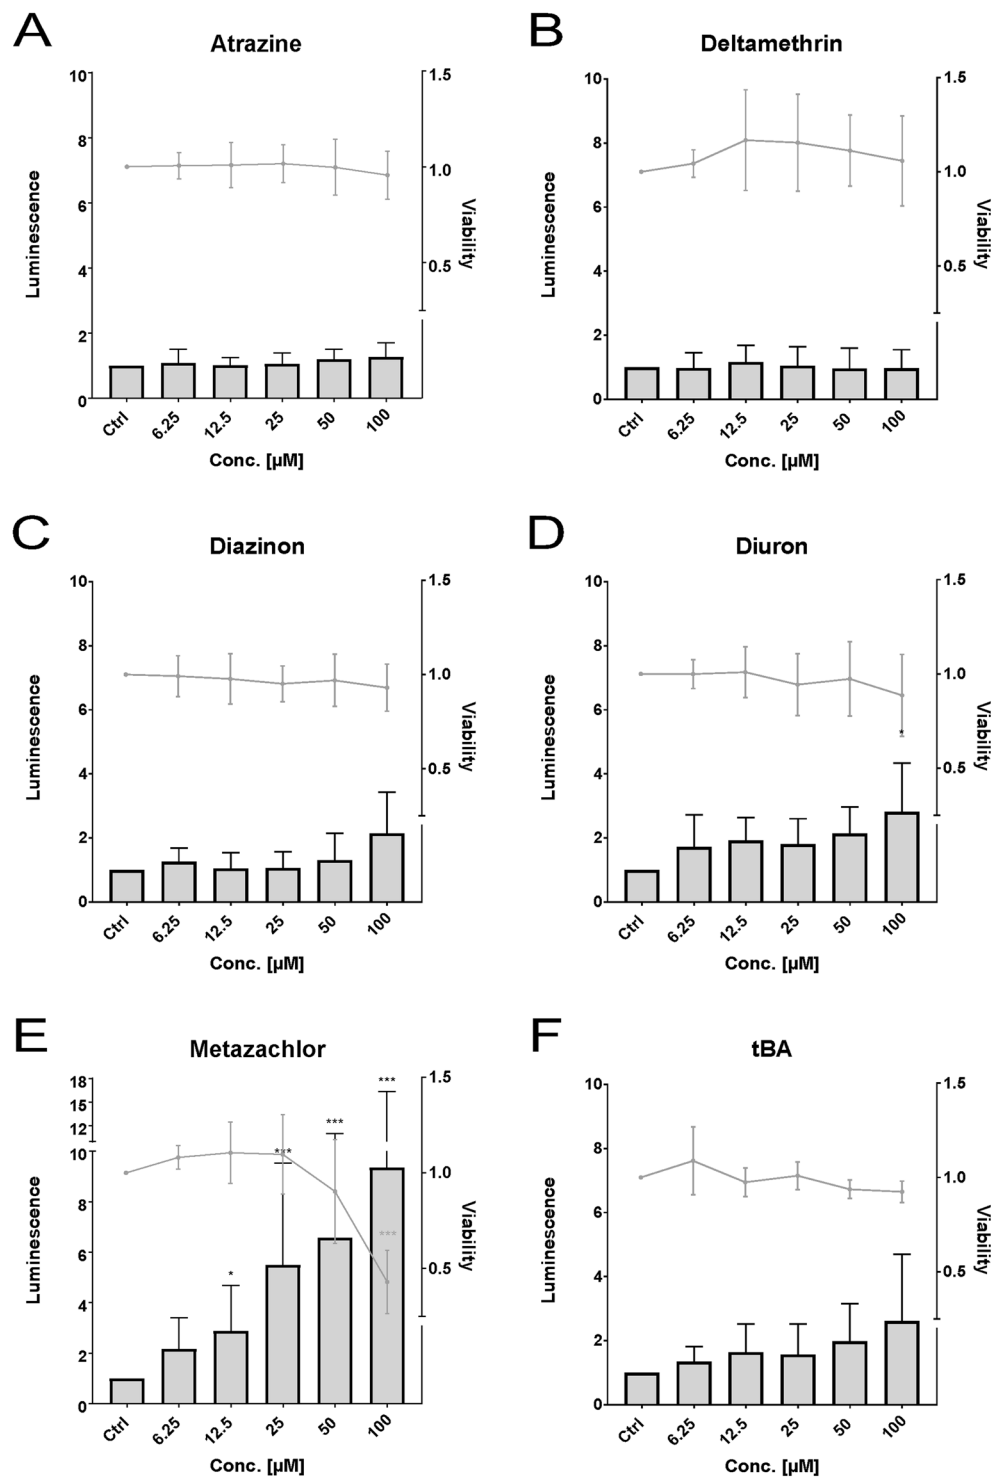 A
Atrazine
10
8
6
4
2
0
Luminescence
1.5
1.0
0.5
Viability
Ctrl
6.25
12.5
25
50
100
Conc. [µM]
B
Deltamethrin
10
8
6
4
2
0
Luminescence
1.5
1.0
0.5
Viability
Ctrl
6.25
12.5
25
50
100
Conc. [µM]
C
Diazinon
10
8
6
4
2
0
Luminescence
1.5
1.0
0.5
Viability
Ctrl
6.25
12.5
25
50
100
Conc. [µM]
D
Diuron
10
8
6
4
2
0
Luminescence
1.5
1.0
0.5
Viability
*
Ctrl
6.25
12.5
25
50
100
Conc. [µM]
E
Metazachlor
18
15
12
10
8
6
4
2
0
Luminescence
1.5
1.0
0.5
Viability
*
***
***
***
***
Ctrl
6.25
12.5
25
50
100
Conc. [µM]
F
tBA
10
8
6
4
2
0
Luminescence
1.5
1.0
0.5
Viability
Ctrl
6.25
12.5
25
50
100
Conc. [µM]